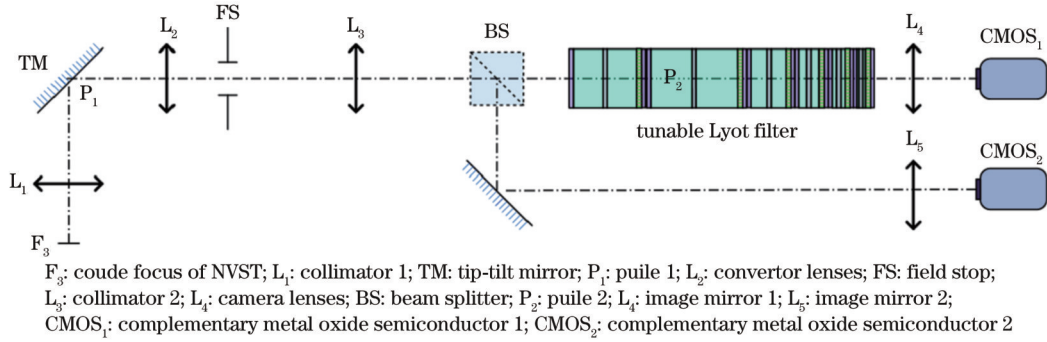 FS
L₂
L₃
BS
L₄
CMOS₁
TM
P₁
P₂
tunable Lyot filter
L₅
CMOS₂
L₁
F₃
F₃: coude focus of NVST; L₁: collimator 1; TM: tip-tilt mirror; P₁: puile 1; L₂: convertor lenses; FS: field stop;
L₃: collimator 2; L₄: camera lenses; BS: beam splitter; P₂: puile 2; L₄: image mirror 1; L₅: image mirror 2;
CMOS₁: complementary metal oxide semiconductor 1; CMOS₂: complementary metal oxide semiconductor 2